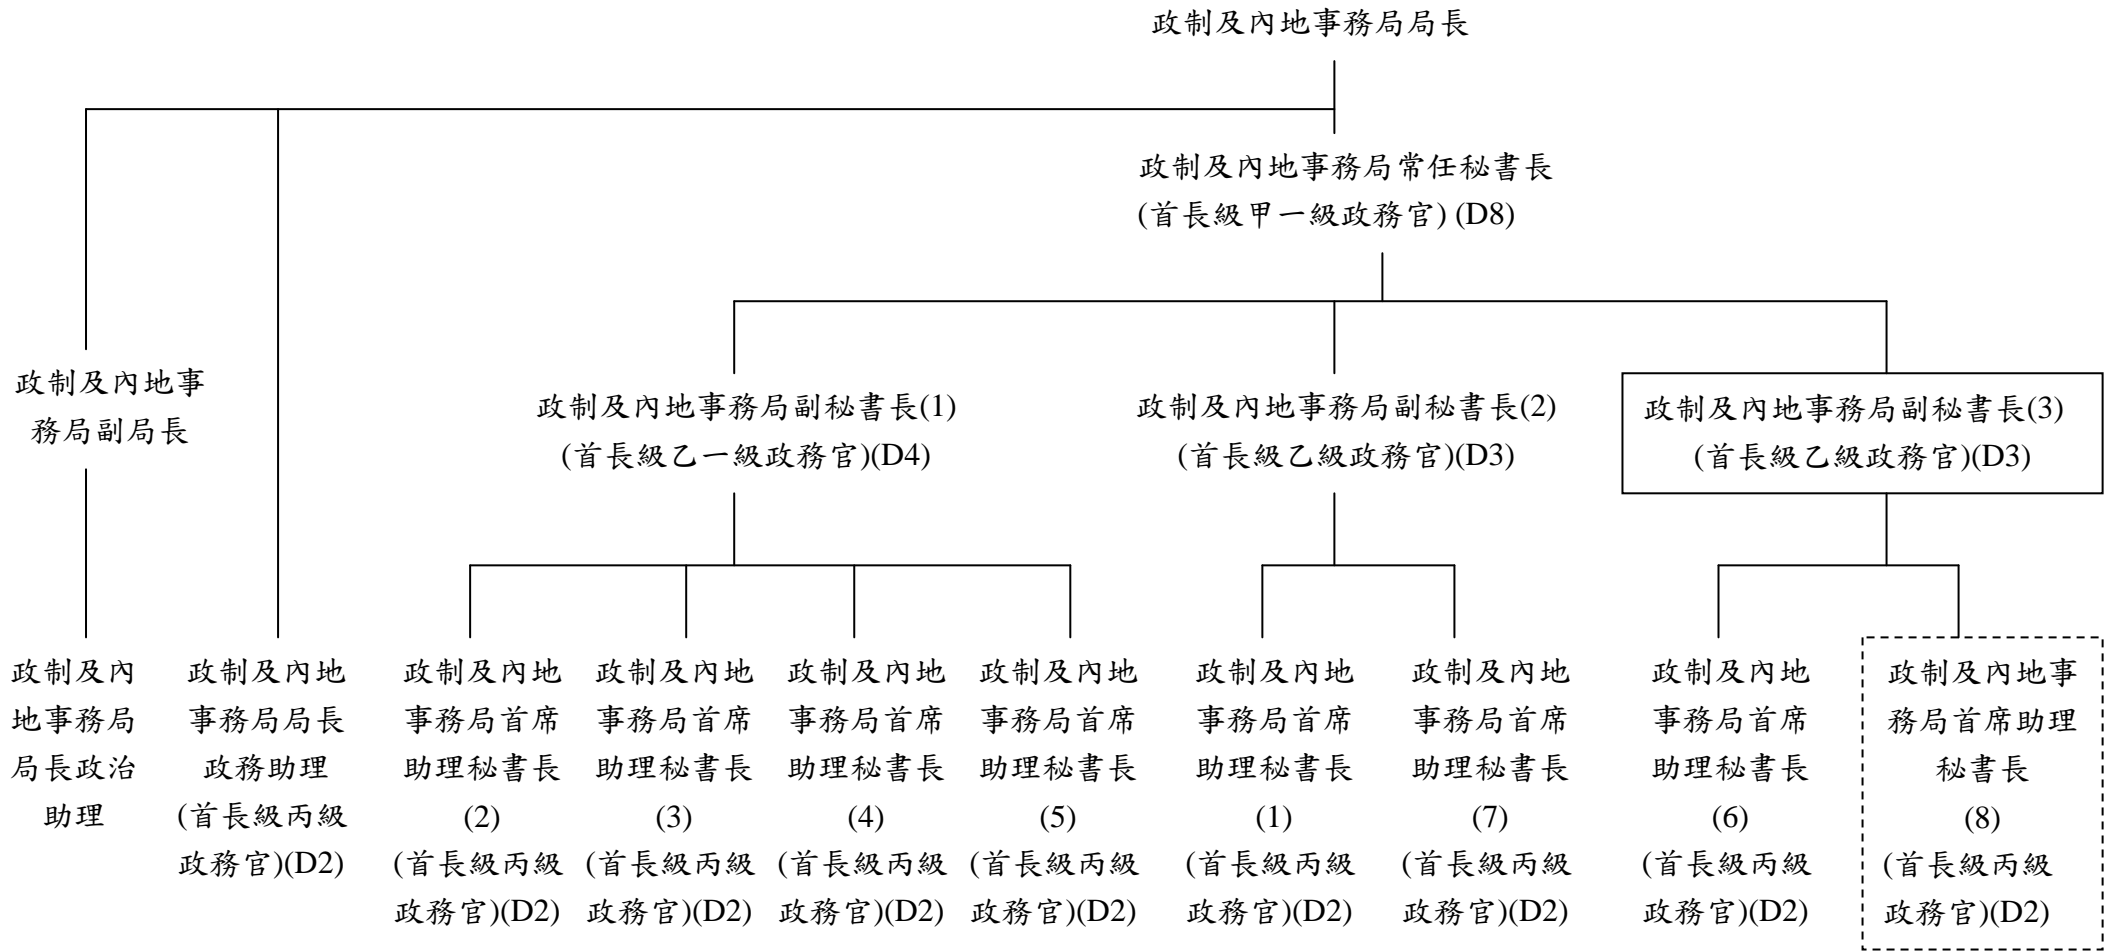 政制及內地事務局局長
政制及內地事務局常任秘書長
(首長級甲一級政務官) (D8)
政制及內地事
務局副局長
政制及內地事務局副秘書長(1)
(首長級乙一級政務官)(D4)
政制及內地事務局副秘書長(2)
(首長級乙級政務官)(D3)
政制及內地事務局副秘書長(3)
(首長級乙級政務官)(D3)
政制及內
地事務局
局長政治
助理
政制及內地
事務局局長
政務助理
(首長級丙級
政務官)(D2)
政制及內地
事務局首席
助理秘書長
(2)
(首長級丙級
政務官)(D2)
政制及內地
事務局首席
助理秘書長
(3)
(首長級丙級
政務官)(D2)
政制及內地
事務局首席
助理秘書長
(4)
(首長級丙級
政務官)(D2)
政制及內地
事務局首席
助理秘書長
(5)
(首長級丙級
政務官)(D2)
政制及內地
事務局首席
助理秘書長
(1)
(首長級丙級
政務官)(D2)
政制及內地
事務局首席
助理秘書長
(7)
(首長級丙級
政務官)(D2)
政制及內地
事務局首席
助理秘書長
(6)
(首長級丙級
政務官)(D2)
政制及內地事
務局首席助理
秘書長
(8)
(首長級丙級
政務官)(D2)